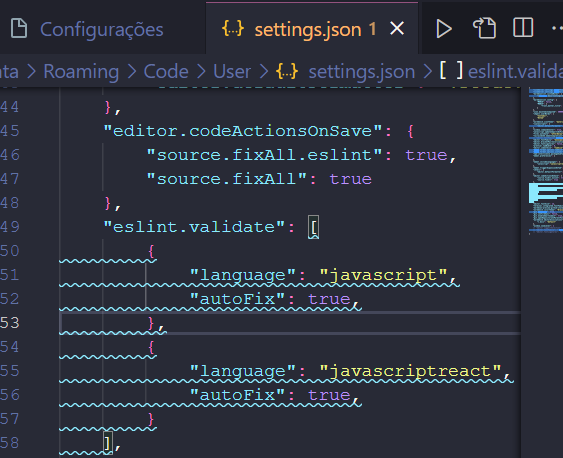 Configurações {..} settings.json 1
ata > Roaming > Code > User > {..} settings.json > [ ] eslint.valida
44 },
45 "editor.codeActionsOnSave": {
46 "source.fixAll.eslint": true,
47 "source.fixAll": true
48 },
49 "eslint.validate": [
50 {
51 "language": "javascript",
52 "autoFix": true,
53 },
54 {
55 "language": "javascriptreact",
56 "autoFix": true,
57 }
58 ],